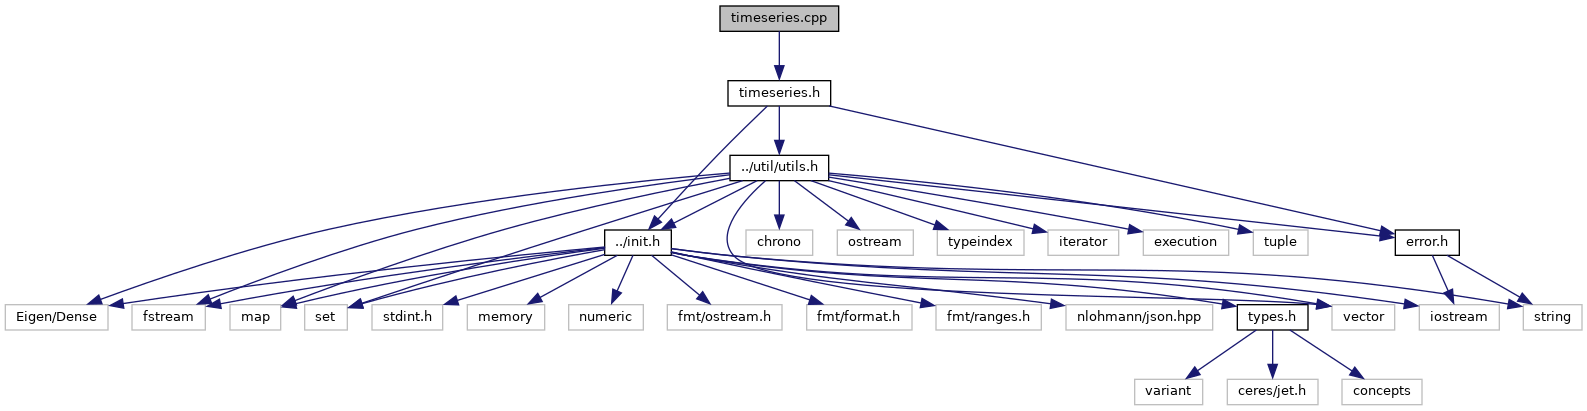 timeseries.cpp
timeseries.h
../util/utils.h
../init.h
chrono
ostream
typeindex
iterator
execution
tuple
error.h
Eigen/Dense
fstream
map
set
stdint.h
memory
numeric
fmt/ostream.h
fmt/format.h
fmt/ranges.h
nlohmann/json.hpp
types.h
vector
iostream
string
variant
ceres/jet.h
concepts